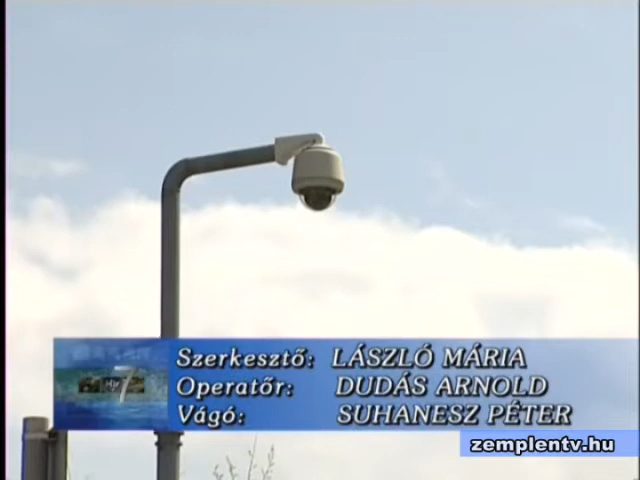 Szerkesztő: LÁSZLÓ MÁRIA
Operatőr: DUDÁS ARNOLD
Vágó: SUHANESZ PÉTER
zemplentv.hu